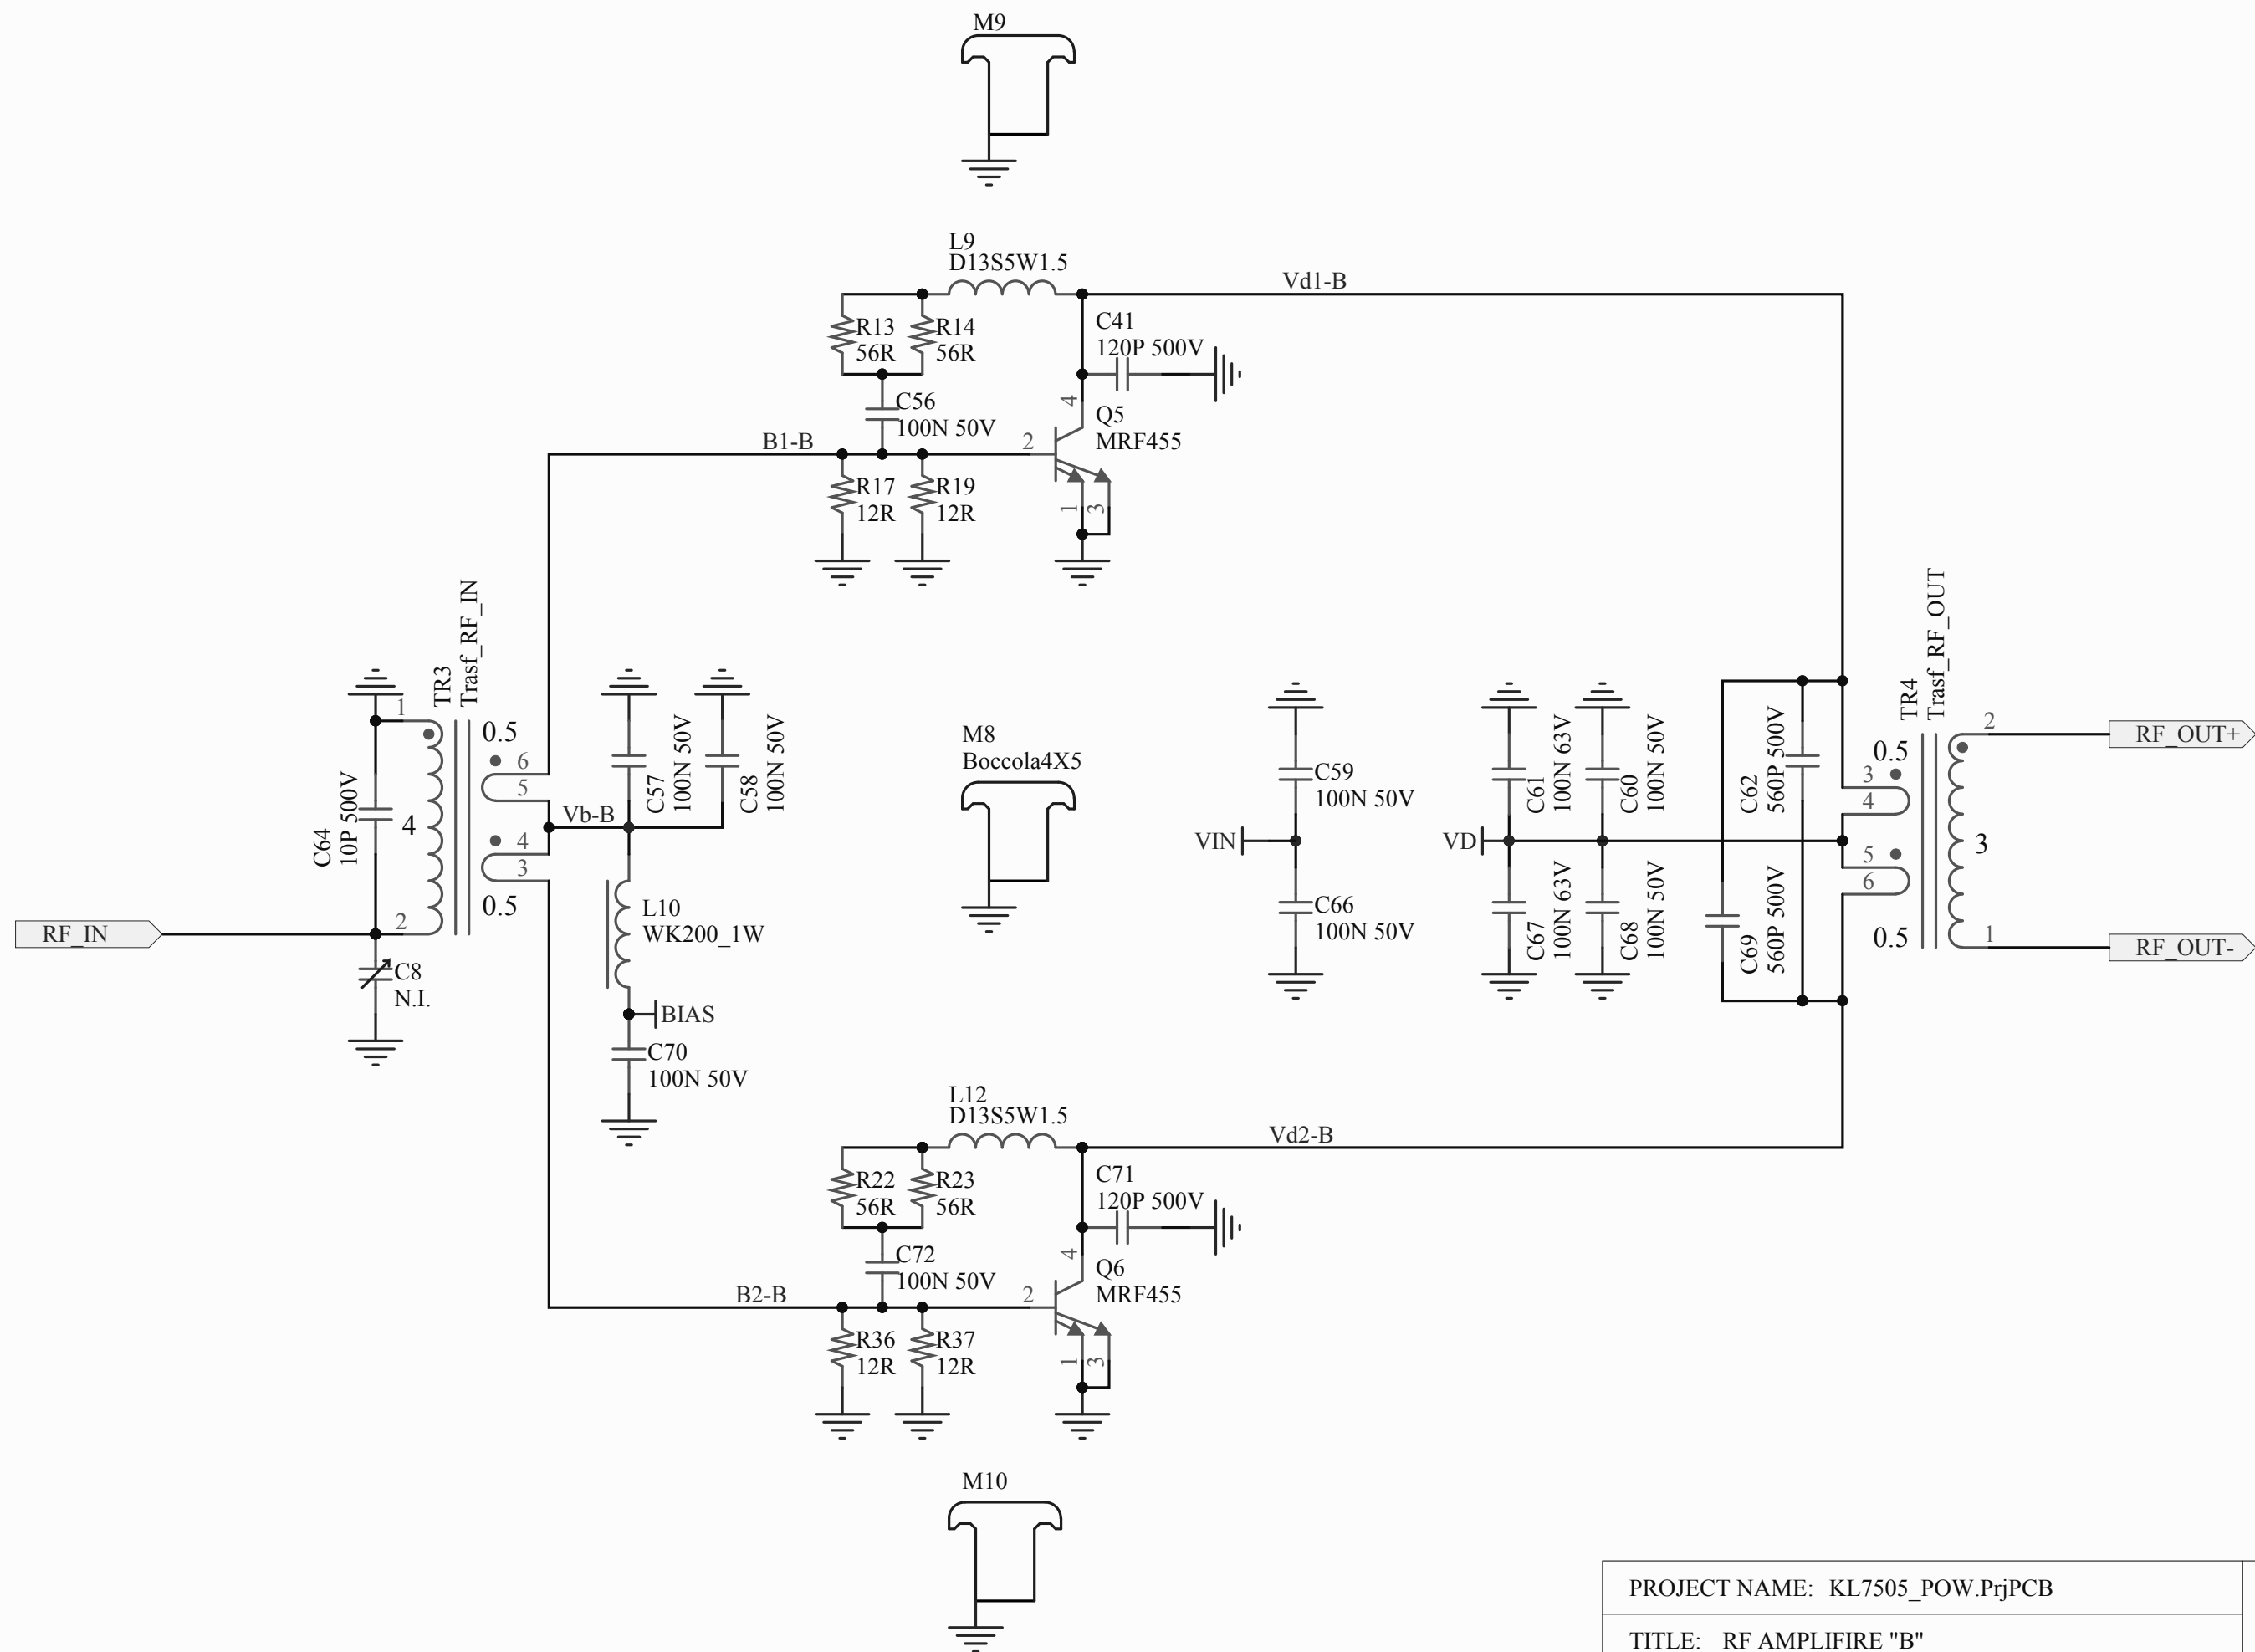 M9
L9
D13S5W1.5
Vd1-B
R13
56R
R14
56R
C41
120P 500V
C56
100N 50V
4
Q5
MRF455
B1-B
2
R17
12R
R19
12R
1
3
TR3
Trasf_RF_IN
1
0.5
6
5
C64
10P 500V
4
Vb-B
4
3
0.5
2
RF_IN
C8
N.I.
C57
100N 50V
C58
100N 50V
L10
WK200_1W
BIAS
C70
100N 50V
M8
Boccola4X5
VIN
C59
100N 50V
C66
100N 50V
VD
C61
100N 63V
C60
100N 50V
C67
100N 63V
C68
100N 50V
C62
560P 500V
C69
560P 500V
TR4
Trasf_RF_OUT
0.5
3
4
5
6
0.5
3
2
RF_OUT+
1
RF_OUT-
L12
D13S5W1.5
Vd2-B
R22
56R
R23
56R
C71
120P 500V
C72
100N 50V
4
Q6
MRF455
B2-B
2
R36
12R
R37
12R
1
3
M10
PROJECT NAME: KL7505_POW.PrjPCB
TITLE: RF AMPLIFIRE "B"